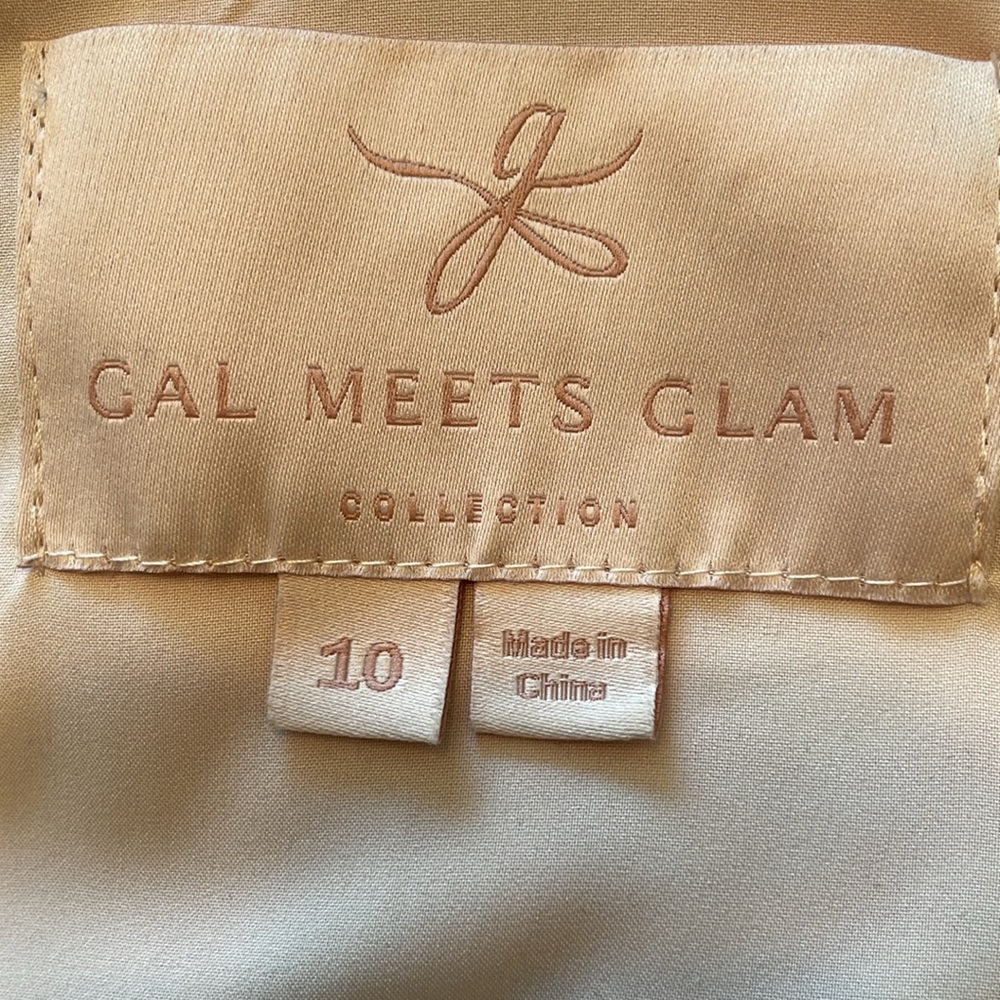 g
GAL MEETS GLAM
COLLECTION
10
Made in
China